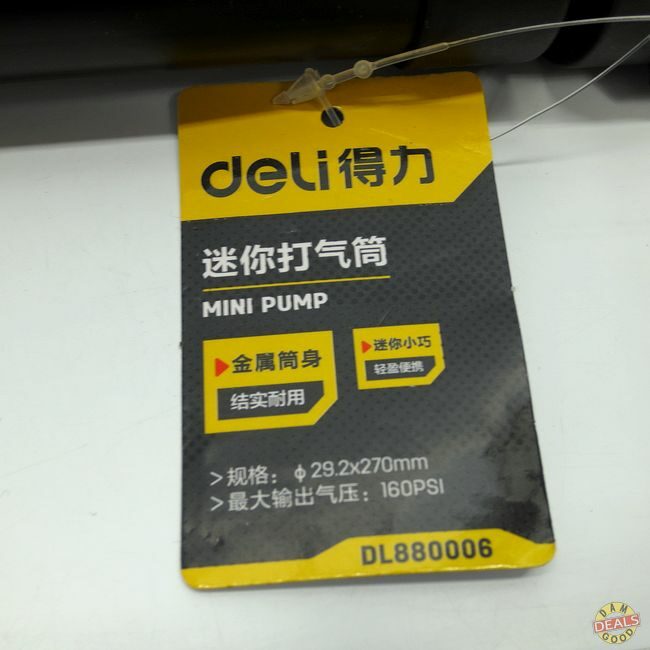 deli得力
迷你打气筒
MINI PUMP
金属筒身
结实耐用
迷你小巧
轻盈便携
>规格：ϕ29.2x270mm
>最大输出气压：160PSI
DL880006
DAM
DEALS
GOOD